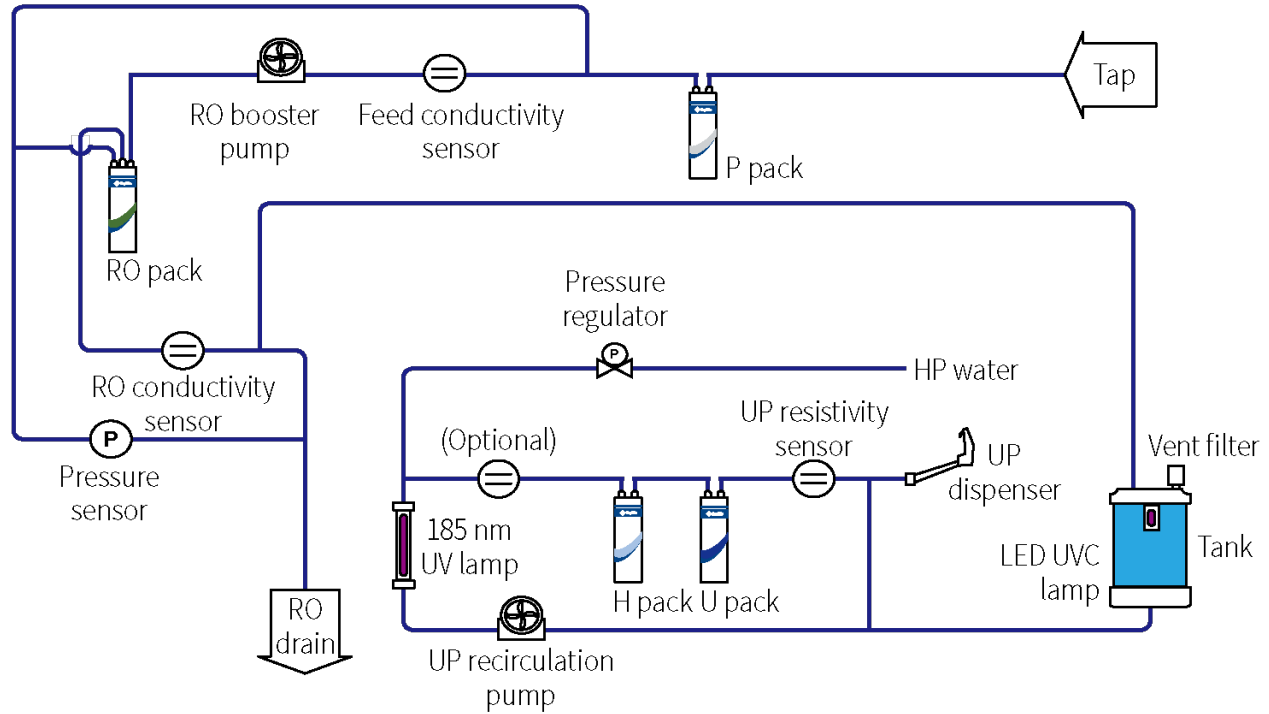 Tap
RO booster
pump
Feed conductivity
sensor
P pack
RO pack
Pressure
regulator
P
HP water
RO conductivity
sensor
UP resistivity
sensor
(Optional)
P
Pressure
sensor
UP
dispenser
Vent filter
185 nm
UV lamp
LED UVC
lamp
Tank
H pack
U pack
RO
drain
UP recirculation
pump